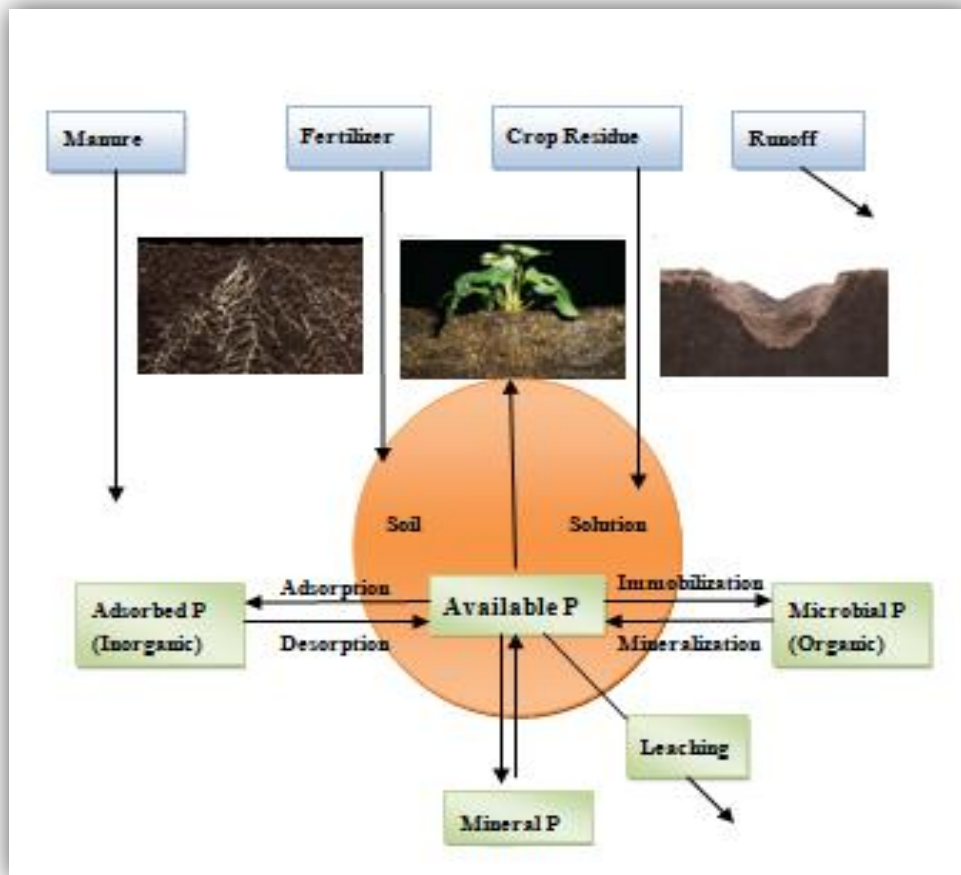 Manure
Fertilizer
Crop Residue
Runoff
Soil
Solution
Adsorption
Immobilization
Adsorbed P
(Inorganic)
Available P
Microbial P
(Organic)
Desorption
Mineralization
Leaching
Mineral P